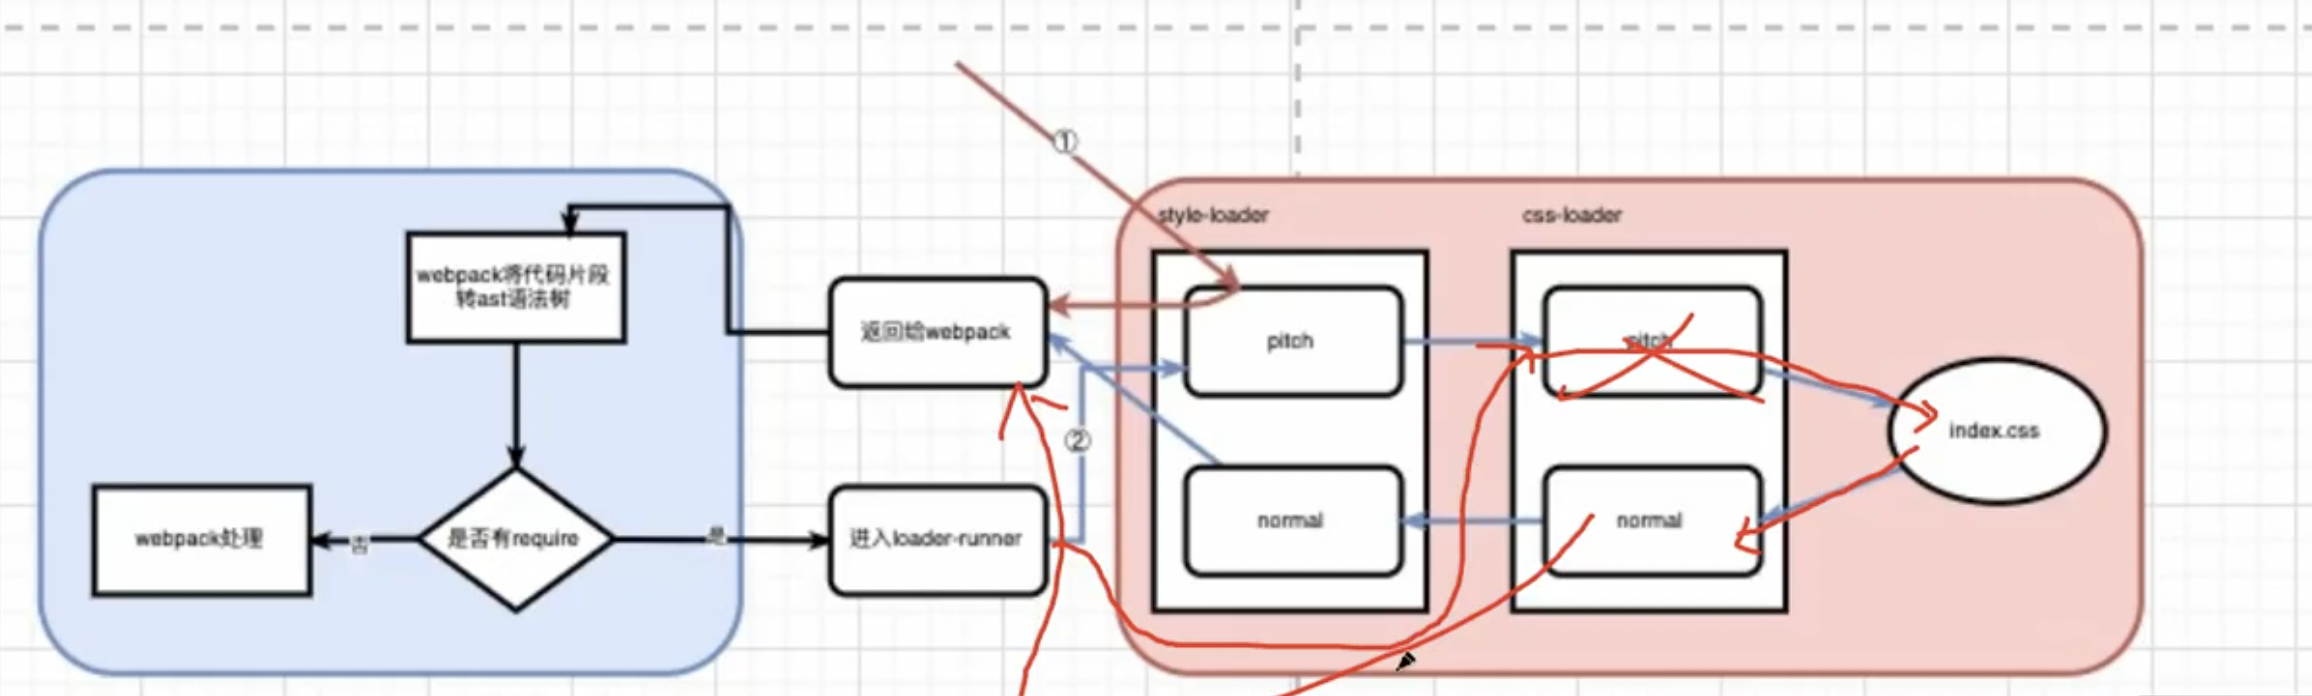 ①
style-loader
css-loader
webpack将代码片段
转ast语法树
返回给webpack
pitch
pitch
②
index.css
webpack处理
否
是否有require
是
进入loader-runner
normal
normal